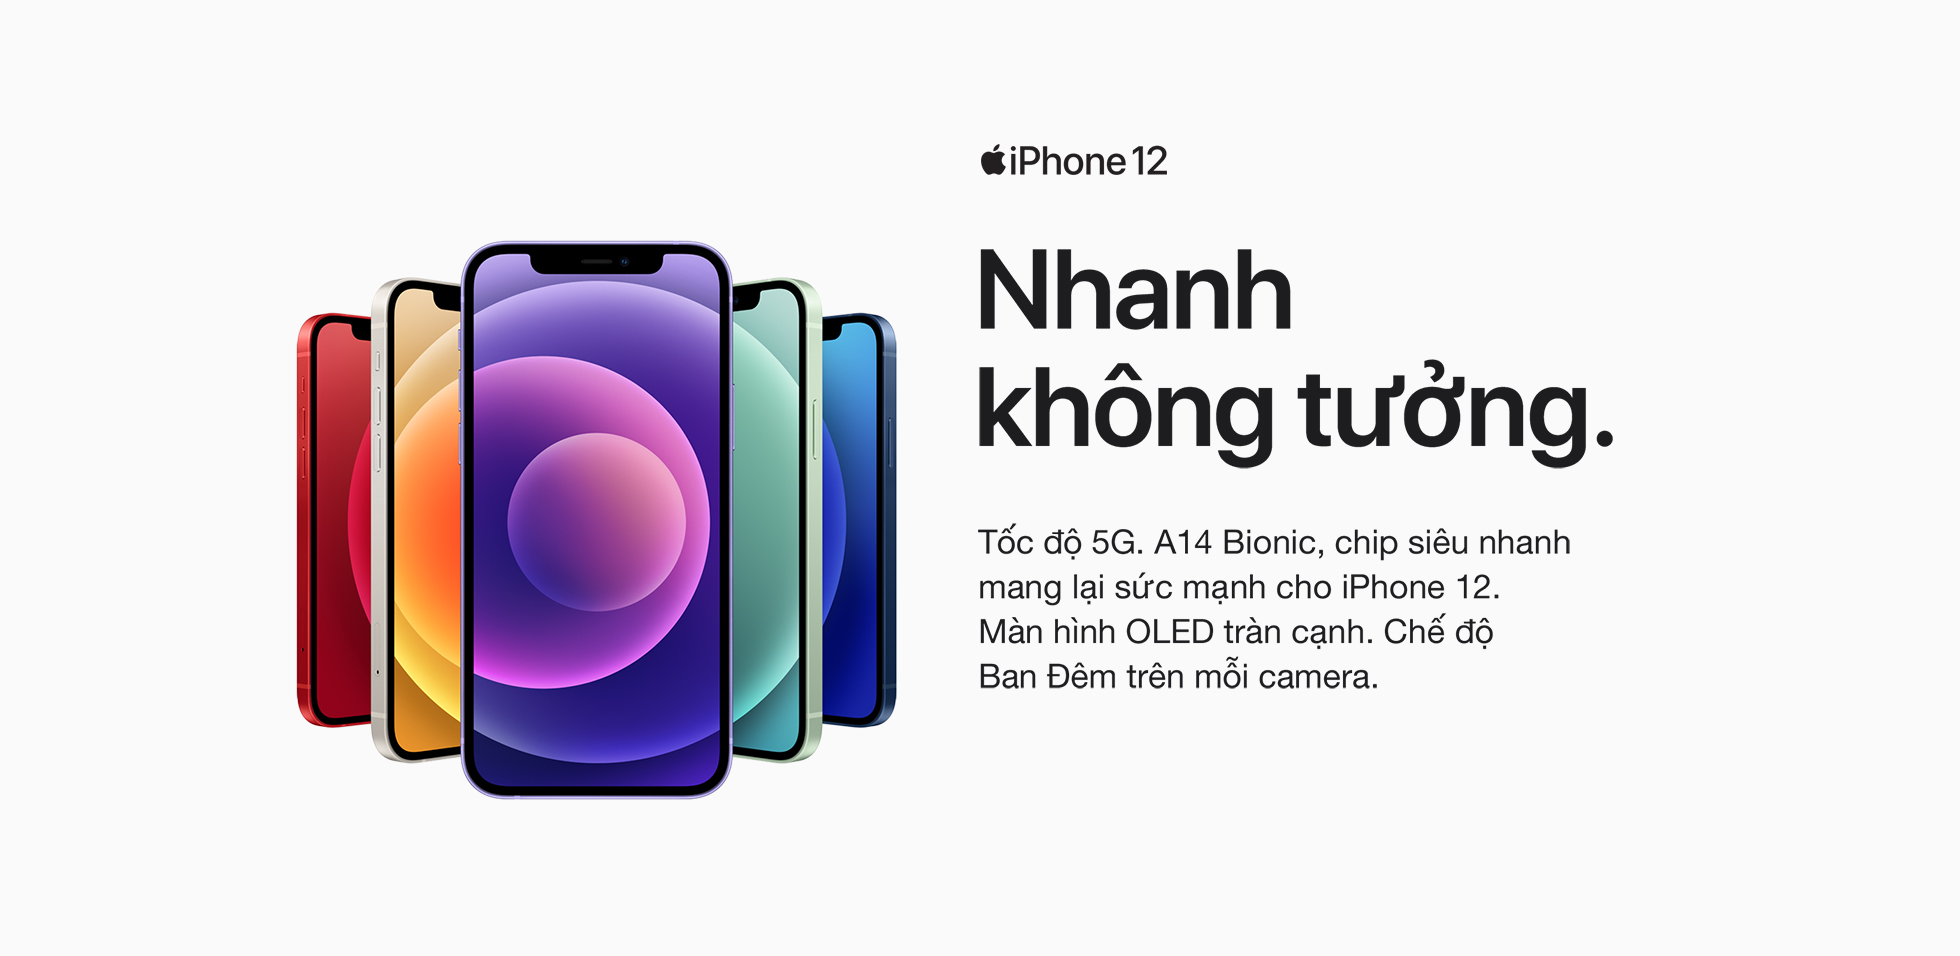 iPhone 12
Nhanh
không tưởng.
Tốc độ 5G. A14 Bionic, chip siêu nhanh
mang lại sức mạnh cho iPhone 12.
Màn hình OLED tràn cạnh. Chế độ
Ban Đêm trên mỗi camera.